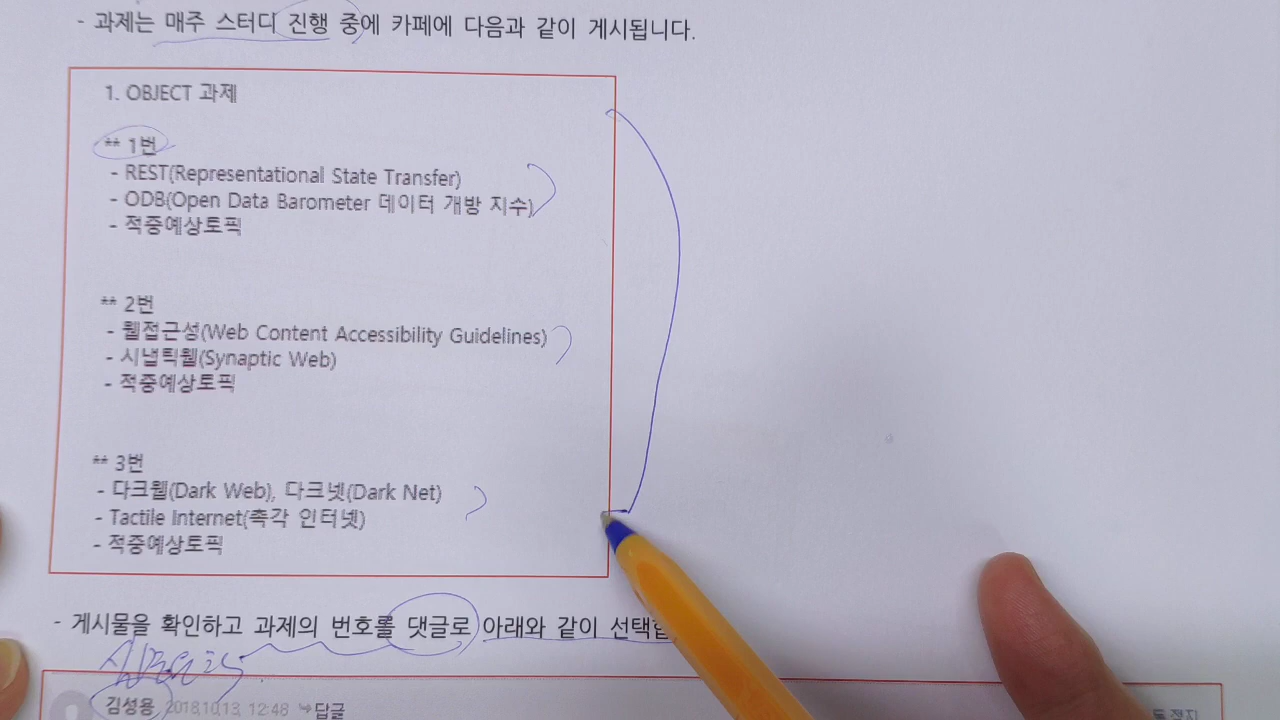 - 과제는 매주 스터디 진행 중에 카페에 다음과 같이 게시됩니다.
1. OBJECT 과제
** 1번
- REST(Representational State Transfer)
- ODB(Open Data Barometer 데이터 개방 지수)
- 적중예상토픽
** 2번
- 웹접근성(Web Content Accessibility Guidelines)
- 시냅틱웹(Synaptic Web)
- 적중예상토픽
** 3번
- 다크웹(Dark Web), 다크넷(Dark Net)
- Tactile Internet(촉각 인터넷)
- 적중예상토픽
- 게시물을 확인하고 과제의 번호를 댓글로 아래와 같이 선택합
김성용 2018.10.13. 12:48 답글